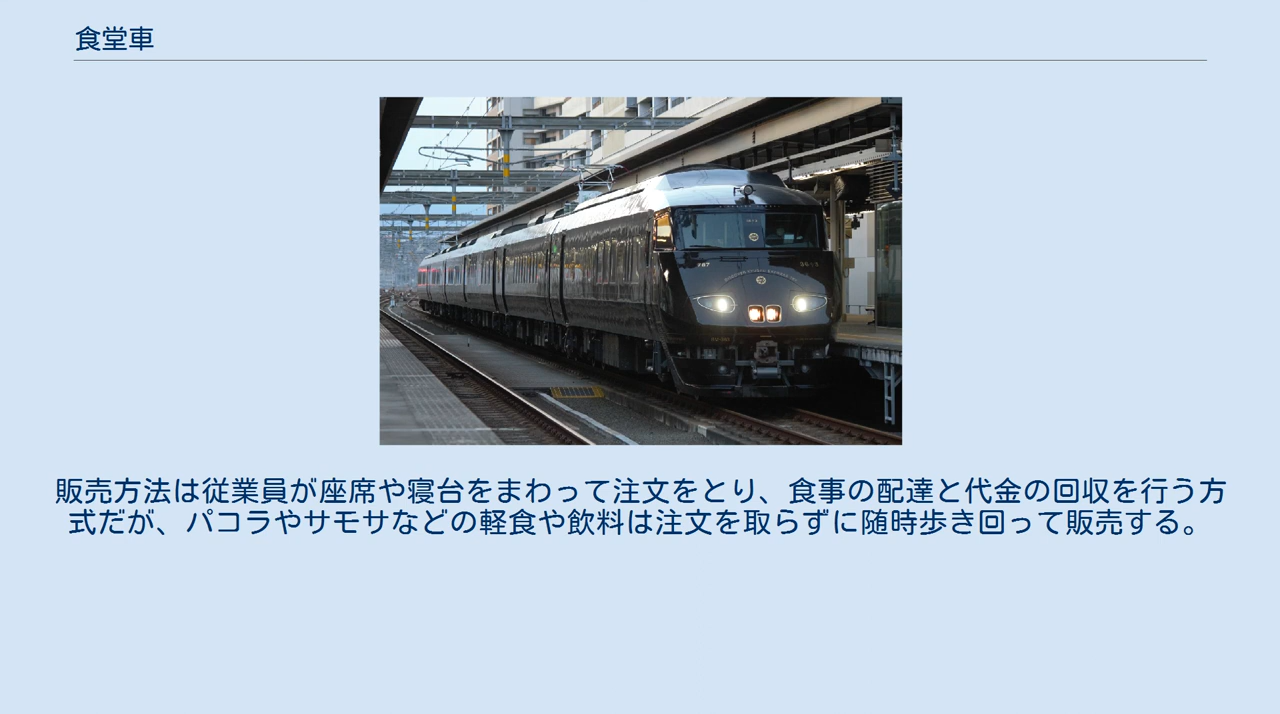 食堂車
787
販売方法は従業員が座席や寝台をまわって注文をとり、食事の配達と代金の回収を行う方
式だが、パコラやサモサなどの軽食や飲料は注文を取らずに随時歩き回って販売する。